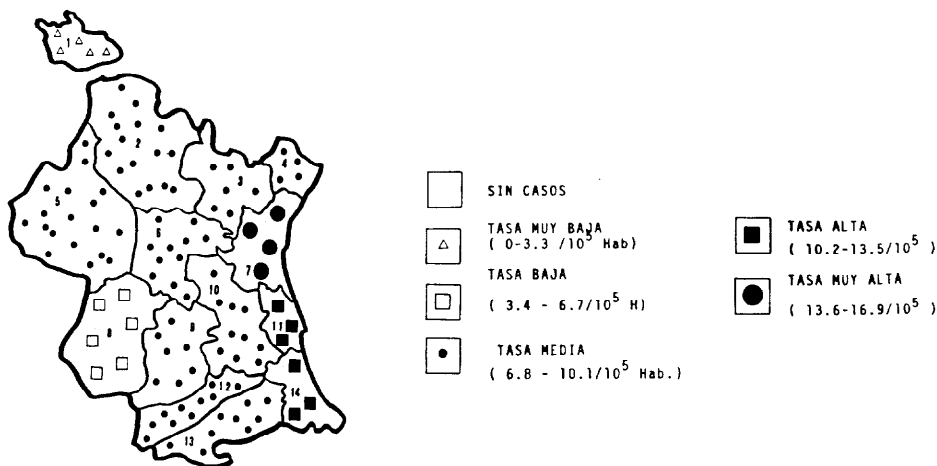 1
2
3
4
5
6
7
8
9
10
11
12
13
14
SIN CASOS
TASA MUY BAJA
( 0-3.3 /10⁵ Hab)
TASA BAJA
( 3.4 - 6.7/10⁵ H)
TASA MEDIA
( 6.8 - 10.1/10⁵ Hab.)
TASA ALTA
( 10.2-13.5/10⁵ )
TASA MUY ALTA
( 13.6-16.9/10⁵ )